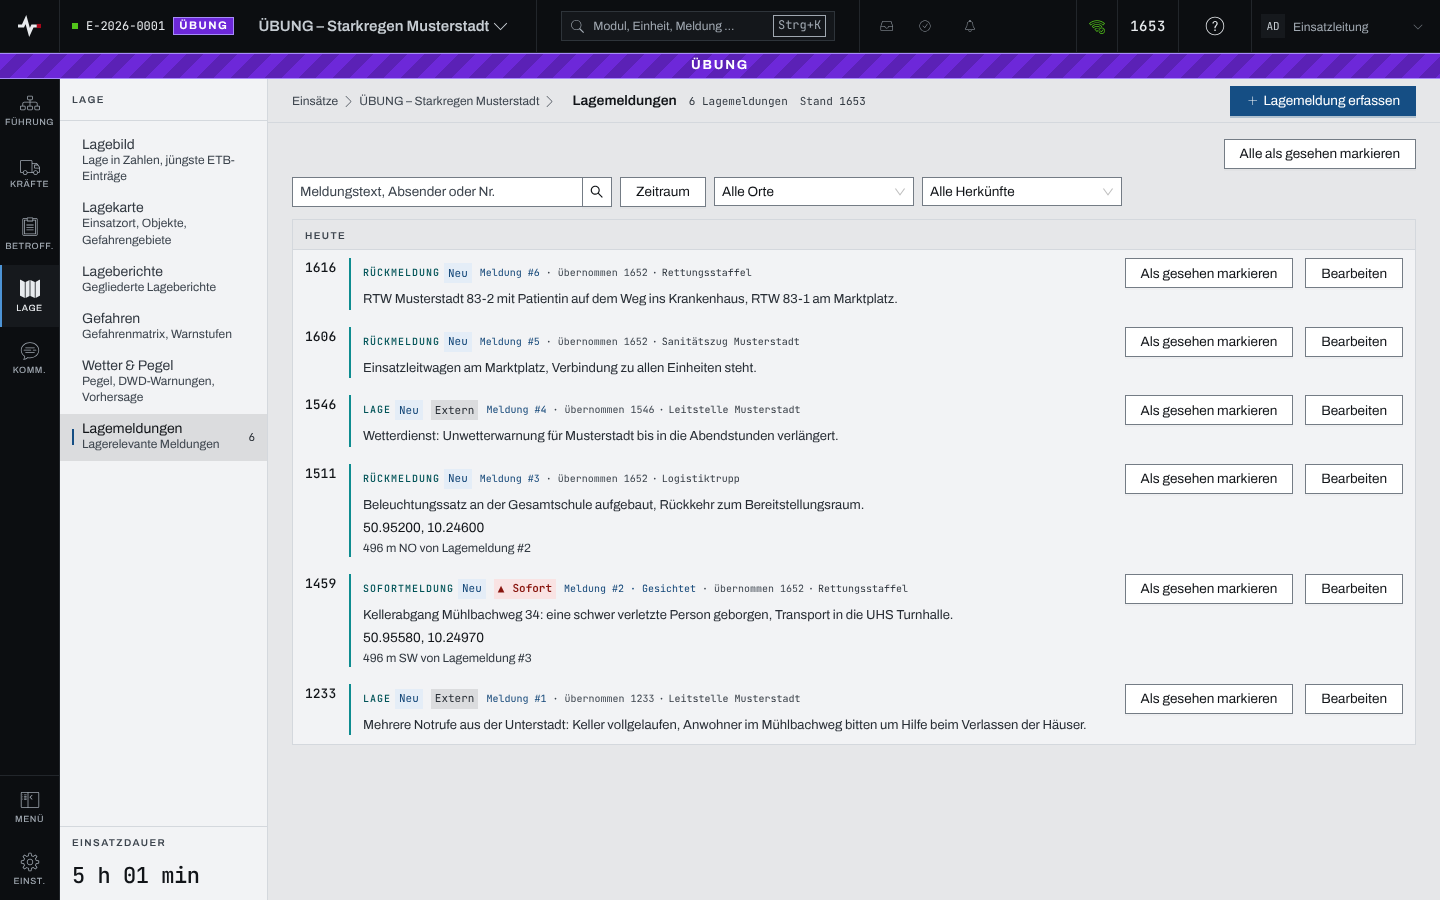 E-2026-0001 ÜBUNG ÜBUNG – Starkregen Musterstadt Modul, Einheit, Meldung ... Strg+K 1653 ? AD Einsatzleitung
ÜBUNG
FÜHRUNG
KRÄFTE
BETROFF.
LAGE
KOMM.
MENÜ
EINST.
LAGE
Lagebild
Lage in Zahlen, jüngste ETB-
Einträge
Lagekarte
Einsatzort, Objekte,
Gefahrengebiete
Lageberichte
Gegliederte Lageberichte
Gefahren
Gefahrenmatrix, Warnstufen
Wetter & Pegel
Pegel, DWD-Warnungen,
Vorhersage
Lagemeldungen
Lagerelevante Meldungen 6
EINSATZDAUER
5 h 01 min
Einsätze ÜBUNG – Starkregen Musterstadt Lagemeldungen 6 Lagemeldungen Stand 1653 + Lagemeldung erfassen
Alle als gesehen markieren
Meldungstext, Absender oder Nr. Zeitraum Alle Orte Alle Herkünfte
HEUTE
1616 RÜCKMELDUNG Neu Meldung #6 · übernommen 1652 · Rettungsstaffel Als gesehen markieren Bearbeiten
RTW Musterstadt 83-2 mit Patientin auf dem Weg ins Krankenhaus, RTW 83-1 am Marktplatz.
1606 RÜCKMELDUNG Neu Meldung #5 · übernommen 1652 · Sanitätszug Musterstadt Als gesehen markieren Bearbeiten
Einsatzleitwagen am Marktplatz, Verbindung zu allen Einheiten steht.
1546 LAGE Neu Extern Meldung #4 · übernommen 1546 · Leitstelle Musterstadt Als gesehen markieren Bearbeiten
Wetterdienst: Unwetterwarnung für Musterstadt bis in die Abendstunden verlängert.
1511 RÜCKMELDUNG Neu Meldung #3 · übernommen 1652 · Logistiktrupp Als gesehen markieren Bearbeiten
Beleuchtungssatz an der Gesamtschule aufgebaut, Rückkehr zum Bereitstellungsraum.
50.95200, 10.24600
496 m NO von Lagemeldung #2
1459 SOFORTMELDUNG Neu ▲ Sofort Meldung #2 · Gesichtet · übernommen 1652 · Rettungsstaffel Als gesehen markieren Bearbeiten
Kellerabgang Mühlbachweg 34: eine schwer verletzte Person geborgen, Transport in die UHS Turnhalle.
50.95580, 10.24970
496 m SW von Lagemeldung #3
1233 LAGE Neu Extern Meldung #1 · übernommen 1233 · Leitstelle Musterstadt Als gesehen markieren Bearbeiten
Mehrere Notrufe aus der Unterstadt: Keller vollgelaufen, Anwohner im Mühlbachweg bitten um Hilfe beim Verlassen der Häuser.